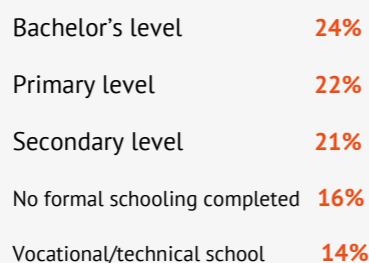 Bachelor’s level 24%
Primary level 22%
Secondary level 21%
No formal schooling completed 16%
Vocational/technical school 14%